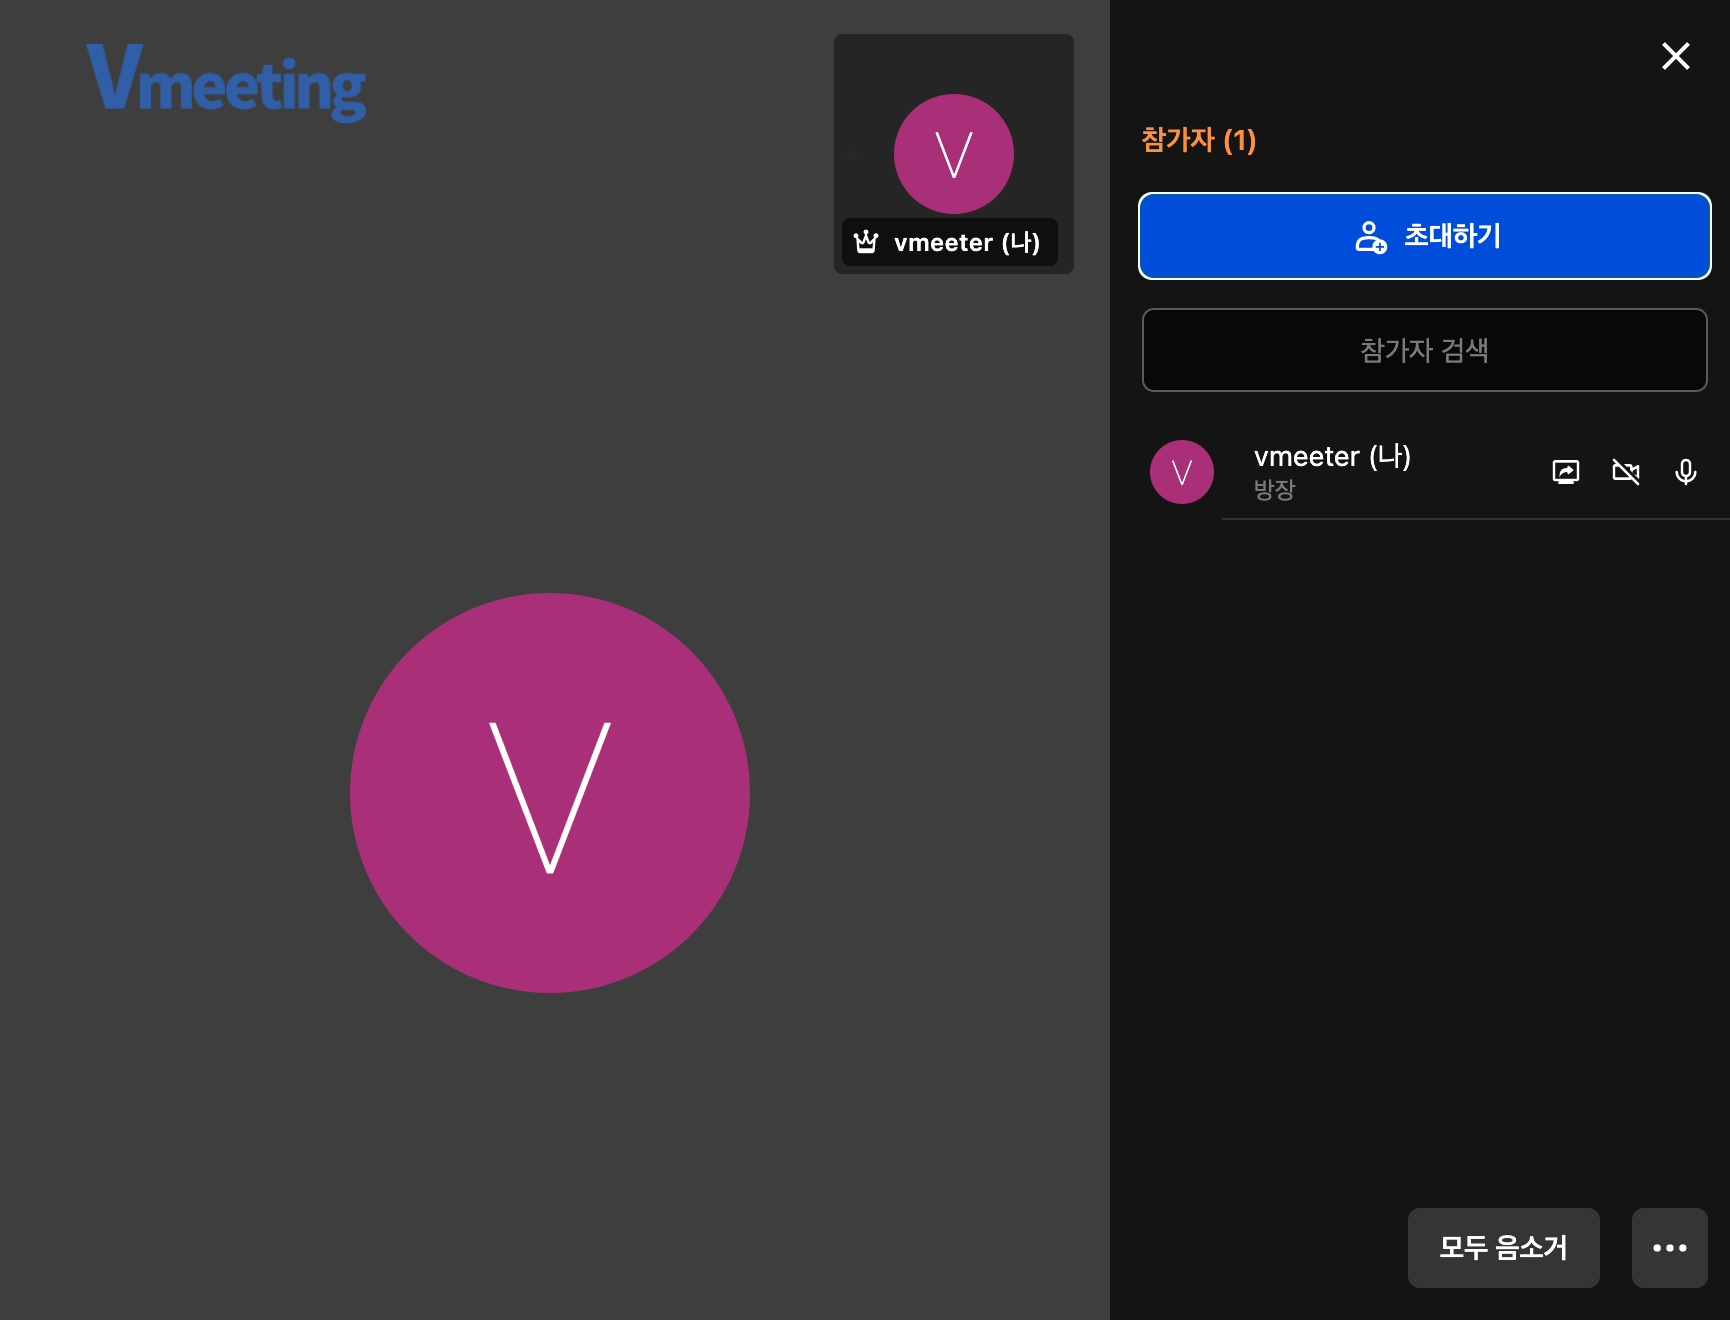 Vmeeting
V
vmeeter (나)
V
참가자 (1)
초대하기
참가자 검색
V
vmeeter (나)
방장
모두 음소거